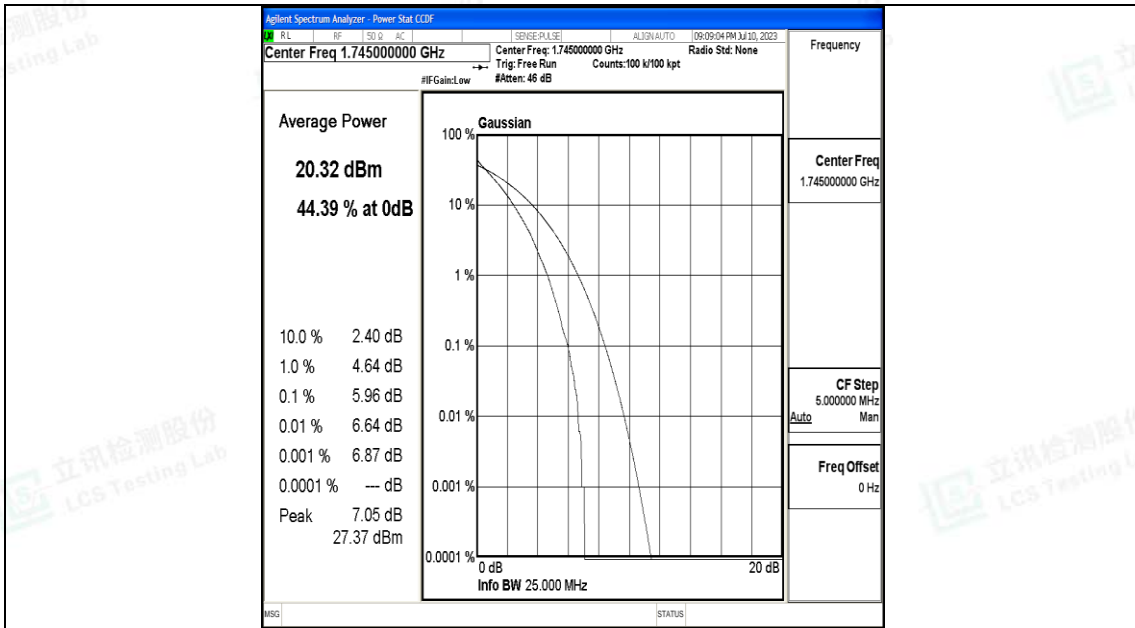 Agilent Spectrum Analyzer - Power Stat CCDF
RL RF 50 Ω AC SENSE:PULSE ALIGN AUTO 09:09:04 PM Jul 10, 2023
Center Freq 1.745000000 GHz
Center Freq: 1.745000000 GHz Radio Std: None
Trig: Free Run Counts:100 k/100 kpt
#IFGain:Low #Atten: 46 dB
Average Power
20.32 dBm
44.39 % at 0dB
10.0 % 2.40 dB
1.0 % 4.64 dB
0.1 % 5.96 dB
0.01 % 6.64 dB
0.001 % 6.87 dB
0.0001 % --- dB
Peak 7.05 dB
27.37 dBm
Gaussian
100 %
10 %
1 %
0.1 %
0.01 %
0.001 %
0.0001 %
0 dB 20 dB
Info BW 25.000 MHz
Frequency
Center Freq
1.745000000 GHz
CF Step
5.000000 MHz
Auto Man
Freq Offset
0 Hz
MSG STATUS
立讯检测股份
LCS Testing Lab